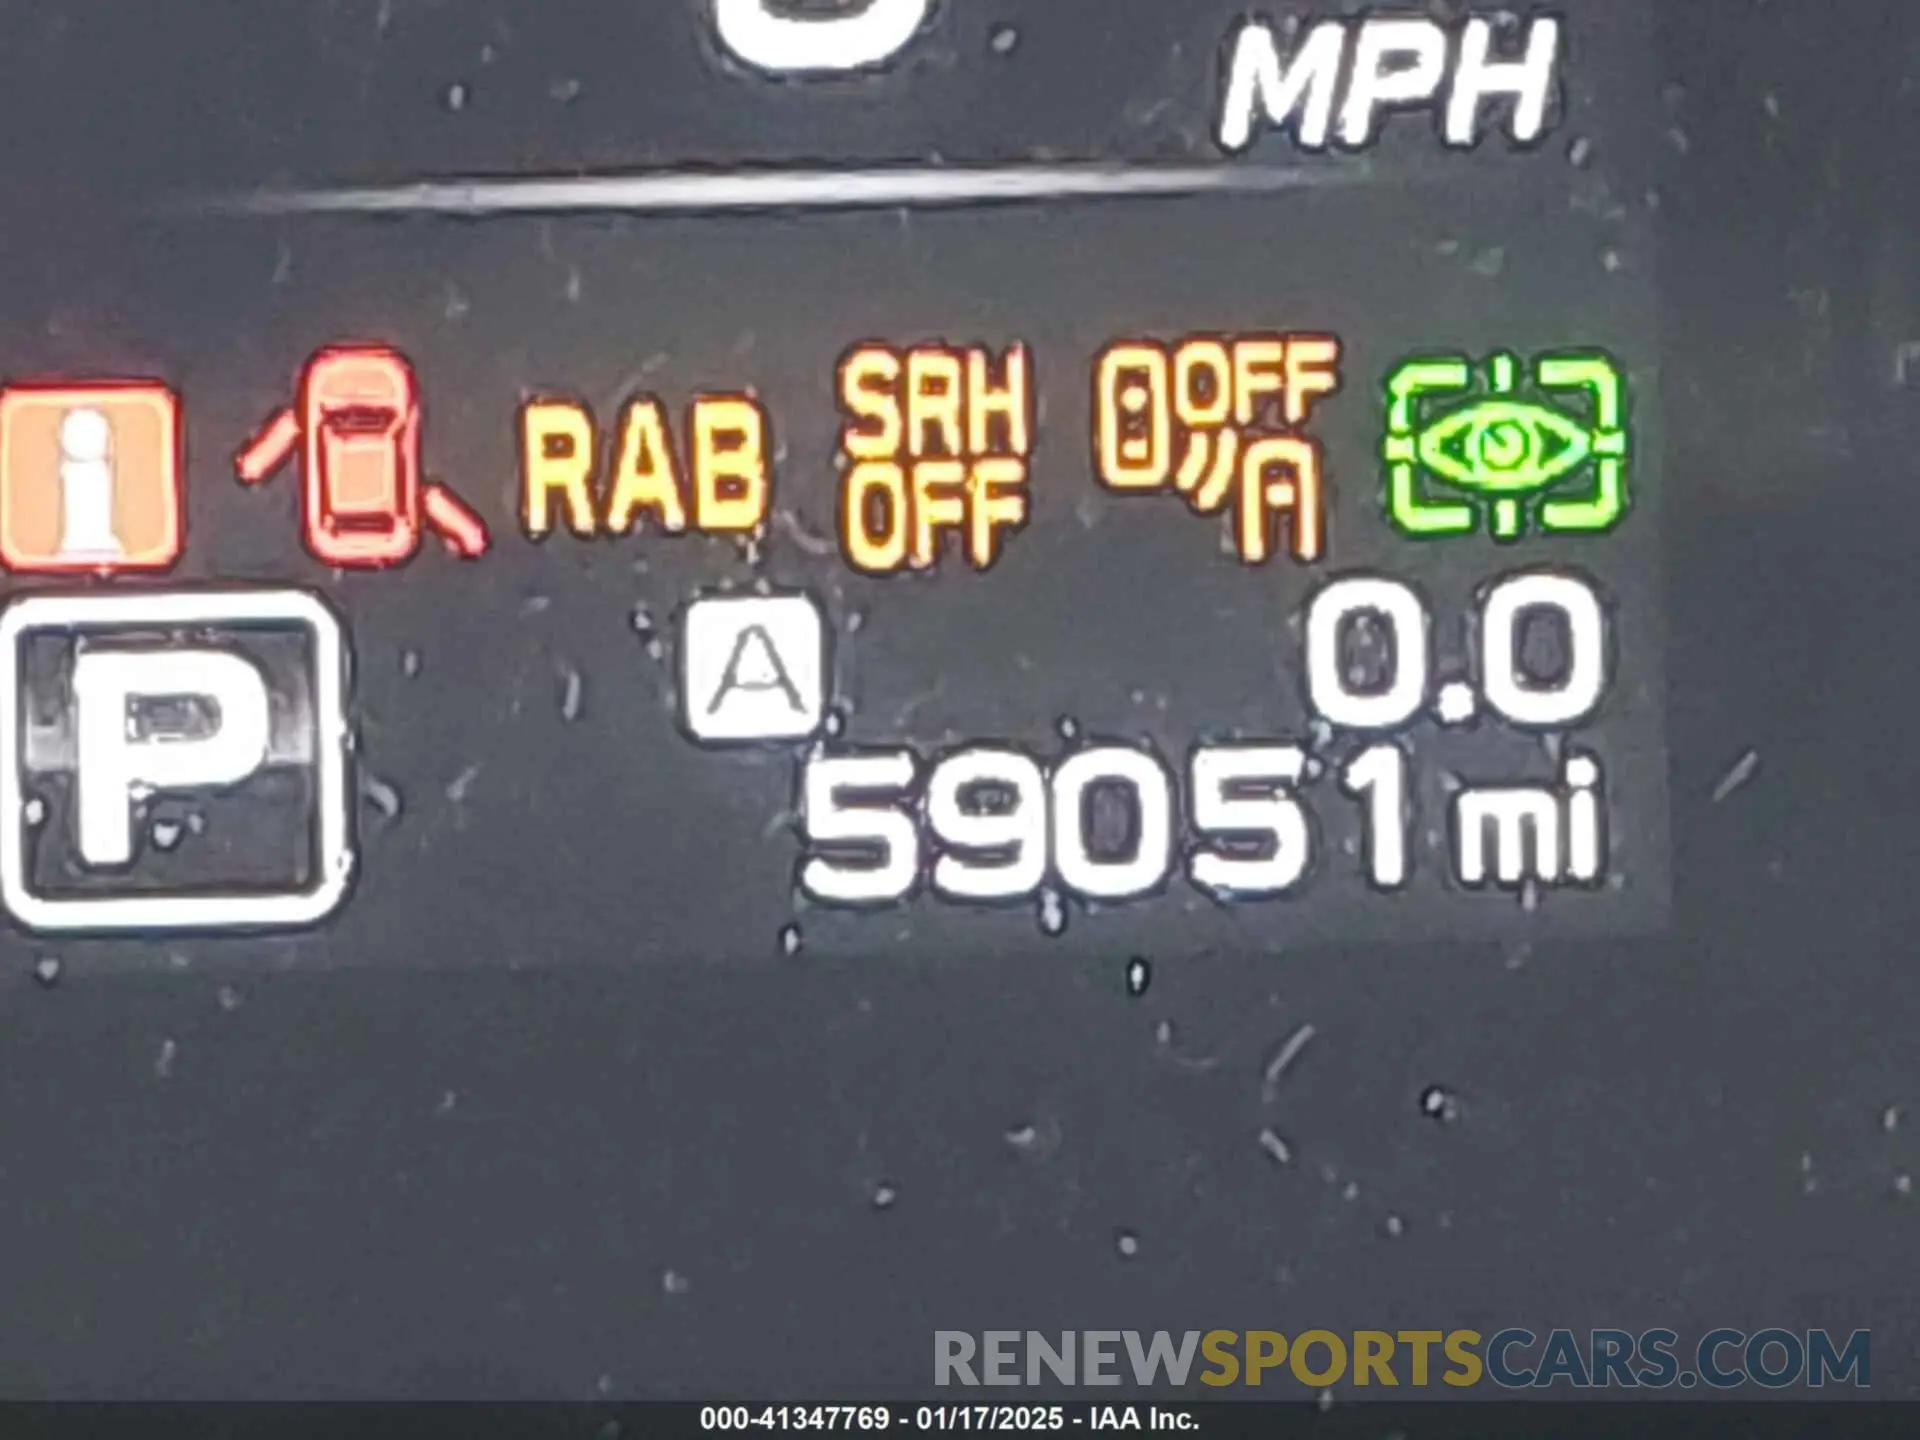 MPH
i RAB SRH OFF OFF A
P A 0.0
59051 mi
RENEWSPORTSCARS.COM
000-41347769 - 01/17/2025 - IAA Inc.